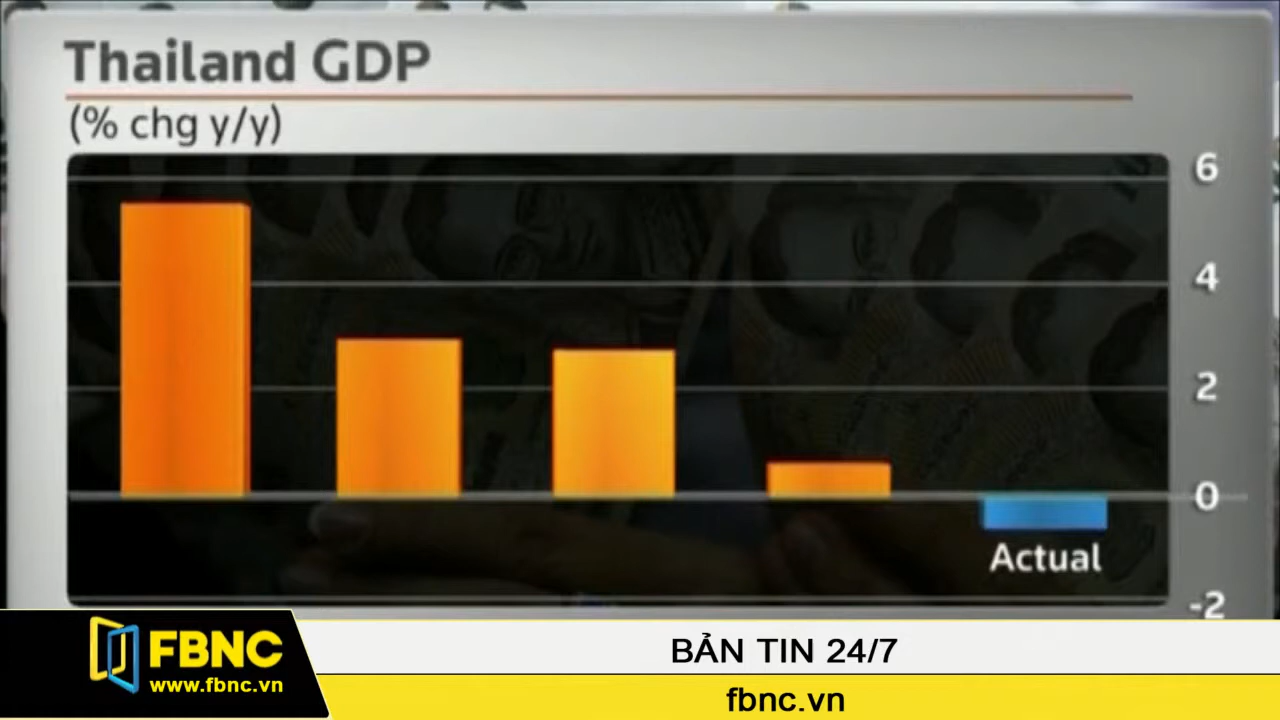 Thailand GDP
(% chg y/y)
6
4
2
0
-2
Actual
FBNC
www.fbnc.vn
BẢN TIN 24/7
fbnc.vn